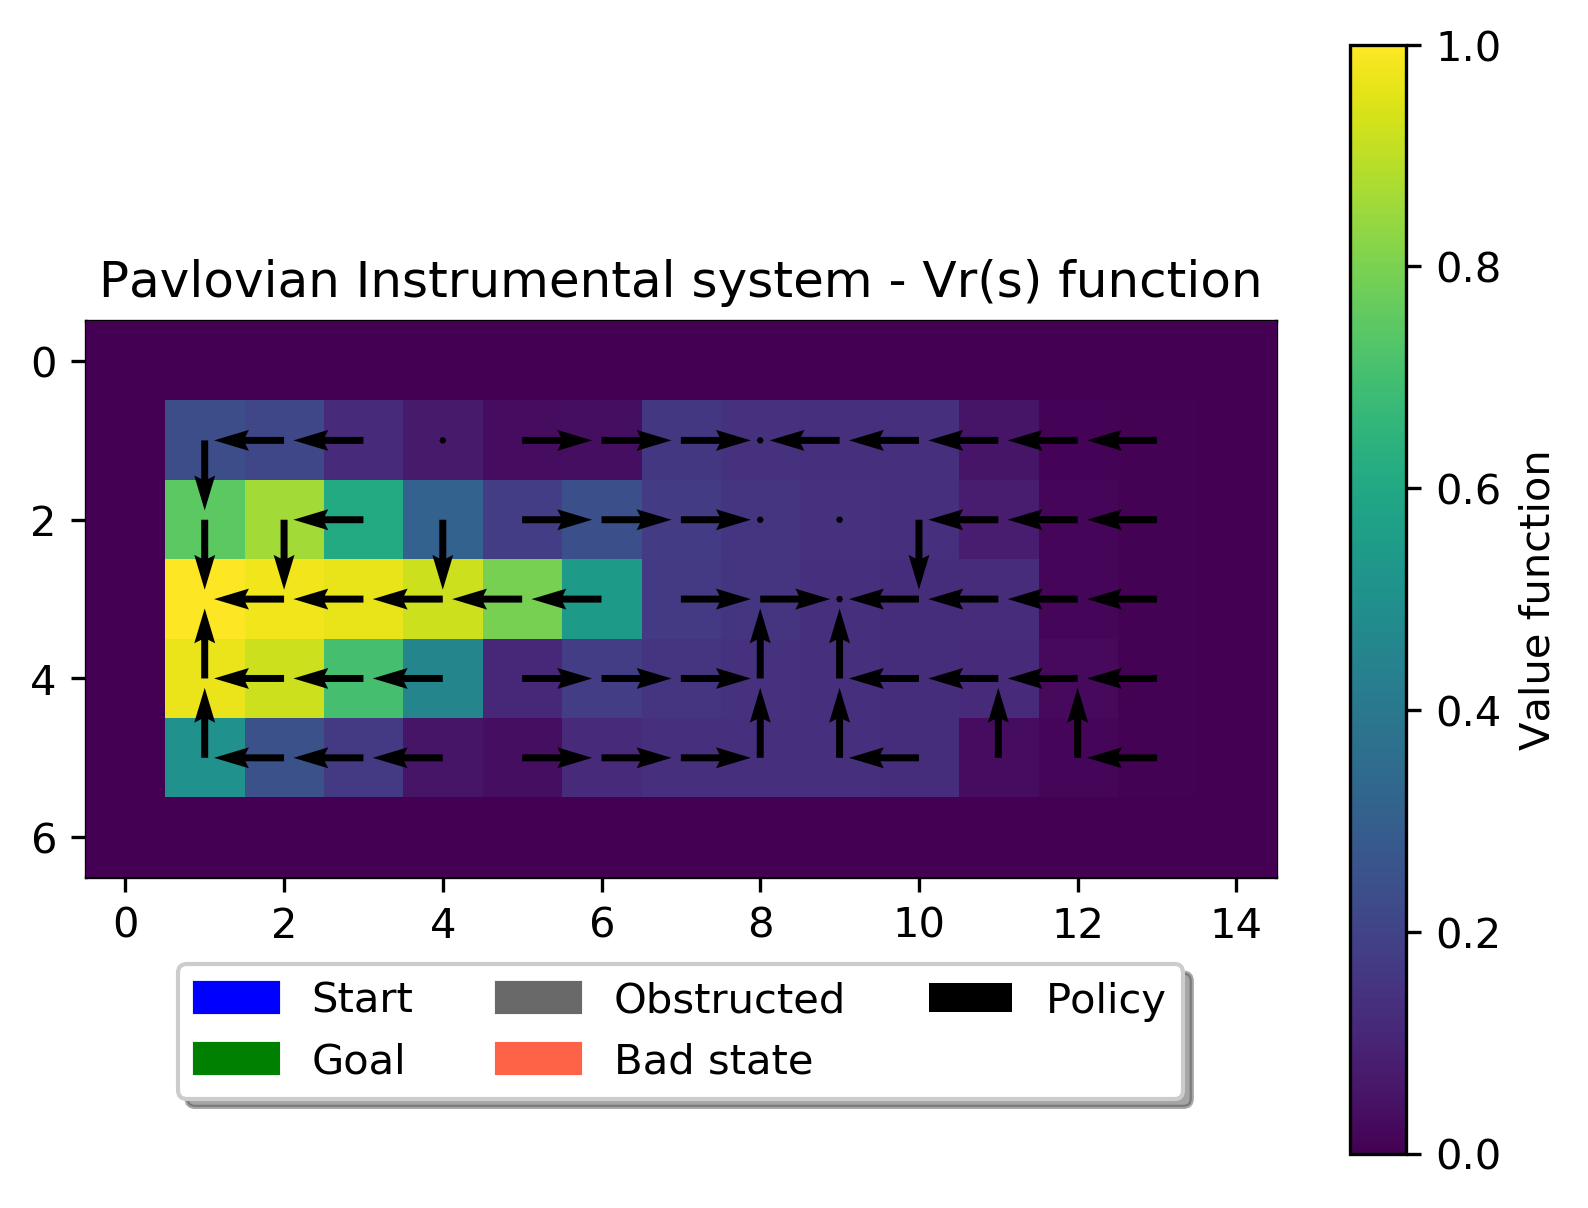 Pavlovian Instrumental system - Vr(s) function
0
2
4
6
0 2 4 6 8 10 12 14
Start Obstructed Policy
Goal Bad state
1.0
0.8
0.6
0.4
0.2
0.0
Value function